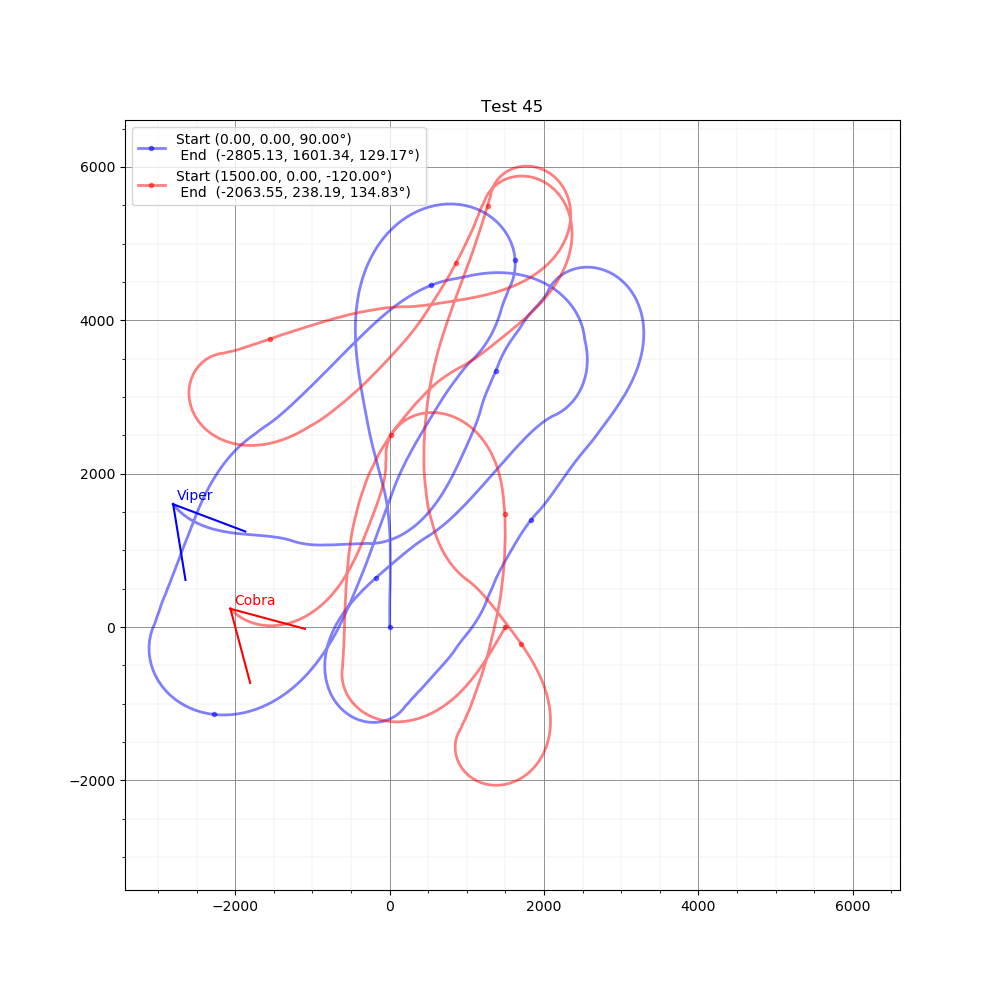 Test 45
Start (0.00, 0.00, 90.00°)
End (-2805.13, 1601.34, 129.17°)
Start (1500.00, 0.00, -120.00°)
End (-2063.55, 238.19, 134.83°)
6000
4000
2000
0
−2000
Viper
Cobra
−2000
0
2000
4000
6000